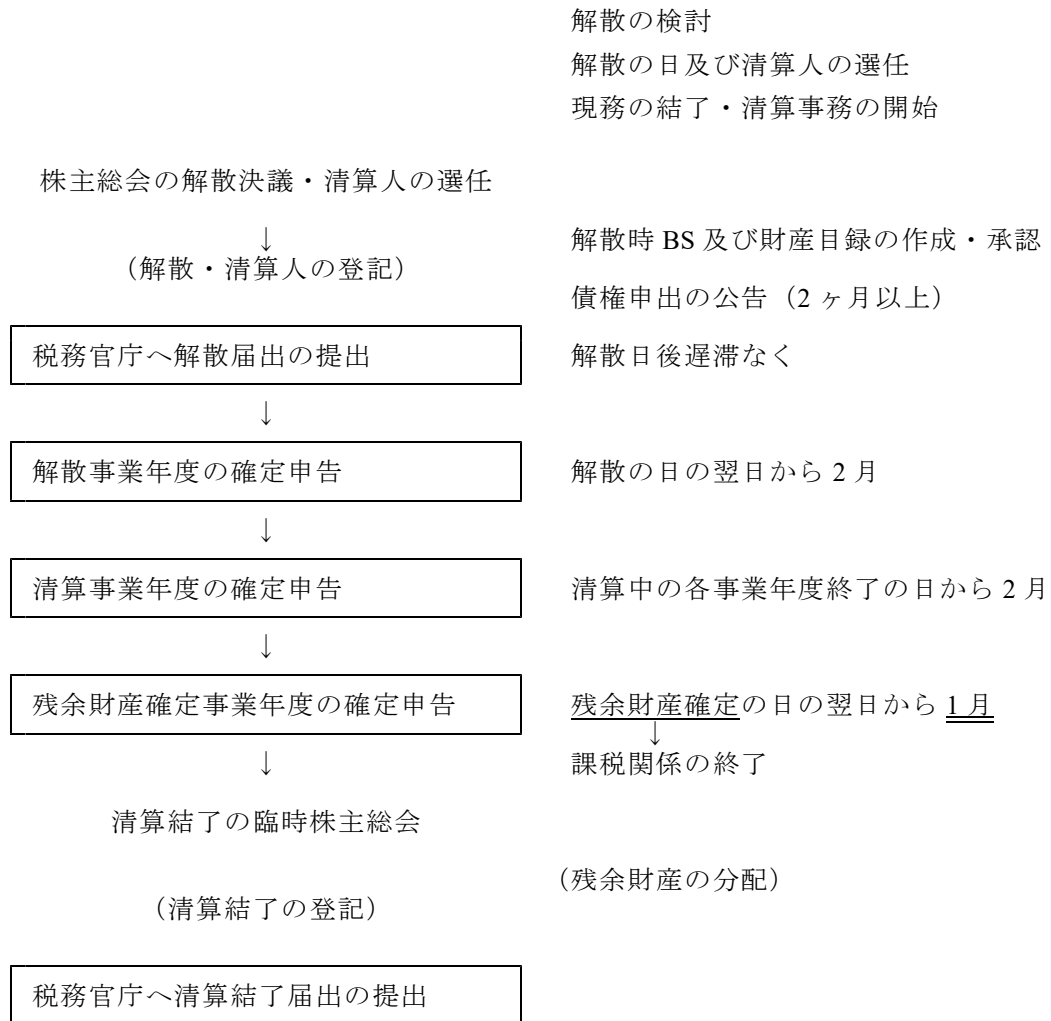 解散の検討
解散の日及び清算人の選任
現務の結了・清算事務の開始
株主総会の解散決議・清算人の選任
↓
（解散・清算人の登記）
解散時 BS 及び財産目録の作成・承認
債権申出の公告（2 ヶ月以上）
税務官庁へ解散届出の提出
解散日後遅滞なく
↓
解散事業年度の確定申告
解散の日の翌日から 2 月
↓
清算事業年度の確定申告
清算中の各事業年度終了の日から 2 月
↓
残余財産確定事業年度の確定申告
残余財産確定の日の翌日から 1 月
↓
課税関係の終了
↓
清算結了の臨時株主総会
（残余財産の分配）
（清算結了の登記）
税務官庁へ清算結了届出の提出